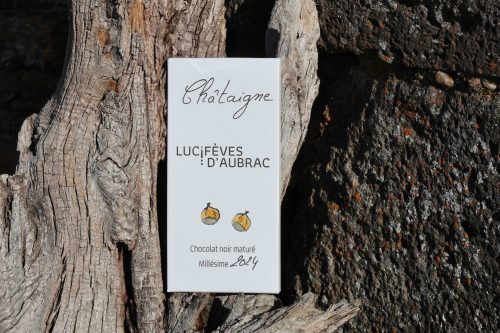 Châtaigne
LUCiFÈVES
D'AUBRAC
Chocolat noir maturé
Millésime 2024